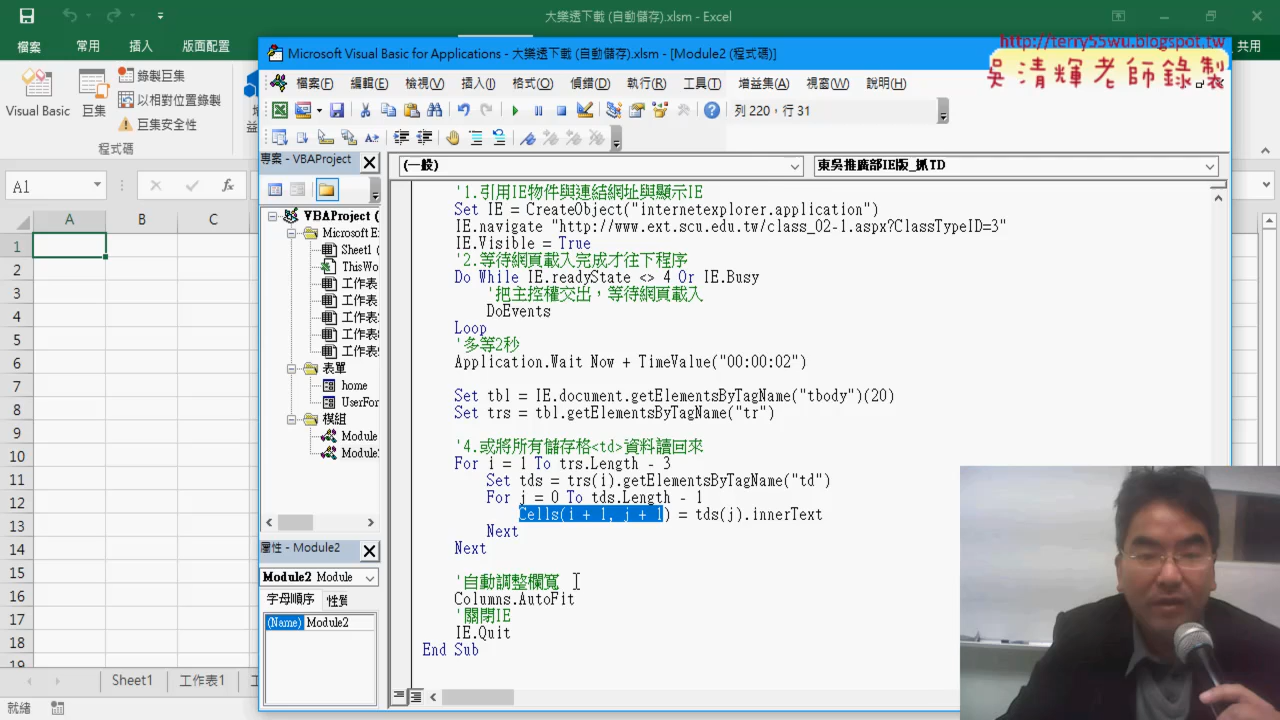 大樂透下載 (自動儲存).xlsm - Excel
檔案
常用
插入
版面配置
共用
Visual Basic
巨集
錄製巨集
以相對位置錄製
巨集安全性
程式碼
A1
fx
A
B
C
1
2
3
4
5
6
7
8
9
10
11
12
13
14
15
16
17
18
19
Sheet1
工作表1
就緒
Microsoft Visual Basic for Applications - 大樂透下載 (自動儲存).xlsm - [Module2 (程式碼)]
http://terry55wu.blogspot.tw
吳清輝老師錄製
檔案(F)
編輯(E)
檢視(V)
插入(I)
格式(O)
偵錯(D)
執行(R)
工具(T)
增益集(A)
視窗(W)
說明(H)
列 220，行 31
專案 - VBAProject
VBAProject (
Microsoft E
Sheet1 (
ThisWo
工作表
工作表
工作表
工作表
工作表
表單
home
UserFor
模組
Module
Module
屬性 - Module2
Module2 Module
字母順序
性質
(Name) Module2
(一般)
東吳推廣部IE版_抓TD
'1.引用IE物件與連結網址與顯示IE
Set IE = CreateObject("internetexplorer.application")
IE.navigate "http://www.ext.scu.edu.tw/class_02-1.aspx?ClassTypeID=3"
IE.Visible = True
'2.等待網頁載入完成才往下程序
Do While IE.readyState <> 4 Or IE.Busy
'把主控權交出，等待網頁載入
DoEvents
Loop
'多等2秒
Application.Wait Now + TimeValue("00:00:02")
Set tbl = IE.document.getElementsByTagName("tbody")(20)
Set trs = tbl.getElementsByTagName("tr")
'4.或將所有儲存格<td>資料讀回來
For i = 1 To trs.Length - 3
Set tds = trs(i).getElementsByTagName("td")
For j = 0 To tds.Length - 1
Cells(i + 1, j + 1) = tds(j).innerText
Next
Next
'自動調整欄寬
Columns.AutoFit
'關閉IE
IE.Quit
End Sub